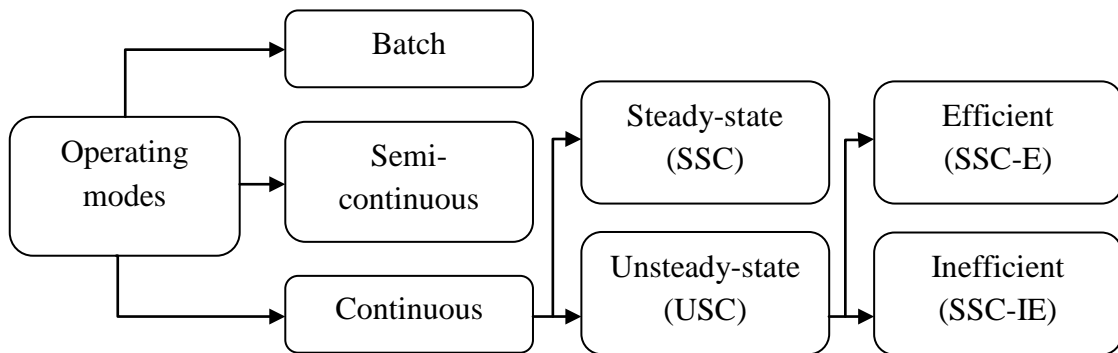 Operating
modes
Batch
Semi-
continuous
Continuous
Steady-state
(SSC)
Unsteady-state
(USC)
Efficient
(SSC-E)
Inefficient
(SSC-IE)